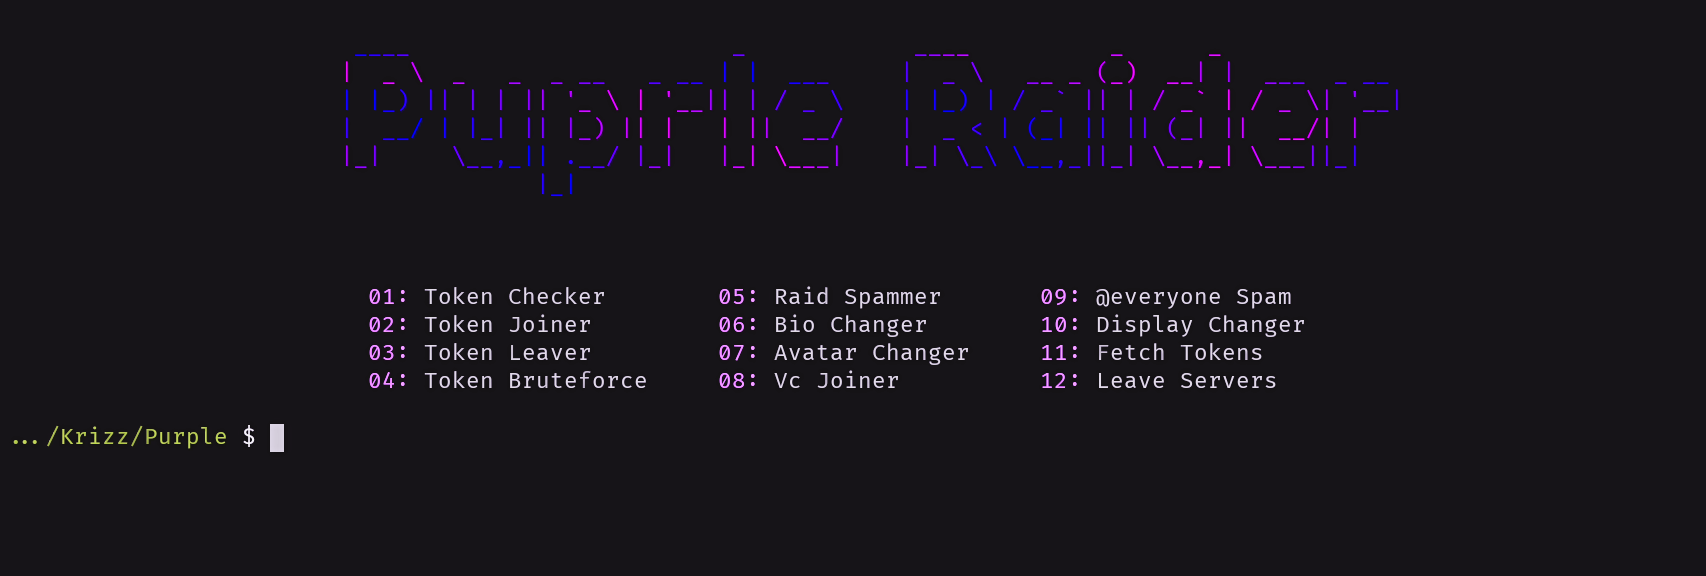 Puprle Raider
01: Token Checker 05: Raid Spammer 09: @everyone Spam
02: Token Joiner 06: Bio Changer 10: Display Changer
03: Token Leaver 07: Avatar Changer 11: Fetch Tokens
04: Token Bruteforce 08: Vc Joiner 12: Leave Servers
.../Krizz/Purple $